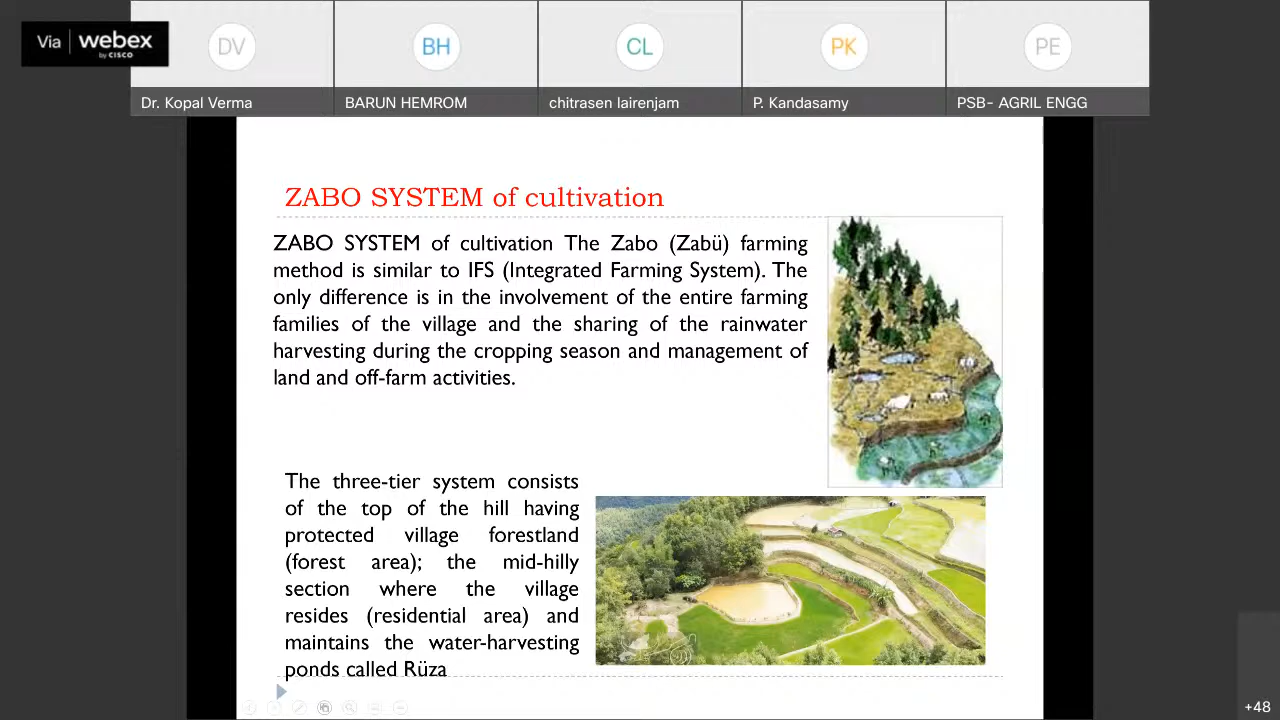 Via webex
by CISCO
DV
BH
CL
PK
PE
Dr. Kopal Verma
BARUN HEMROM
chitrasen lairenjam
P. Kandasamy
PSB- AGRIL ENGG
ZABO SYSTEM of cultivation
ZABO SYSTEM of cultivation The Zabo (Zabü) farming
method is similar to IFS (Integrated Farming System). The
only difference is in the involvement of the entire farming
families of the village and the sharing of the rainwater
harvesting during the cropping season and management of
land and off-farm activities.
The three-tier system consists
of the top of the hill having
protected village forestland
(forest area); the mid-hilly
section where the village
resides (residential area) and
maintains the water-harvesting
ponds called Rüza
+48